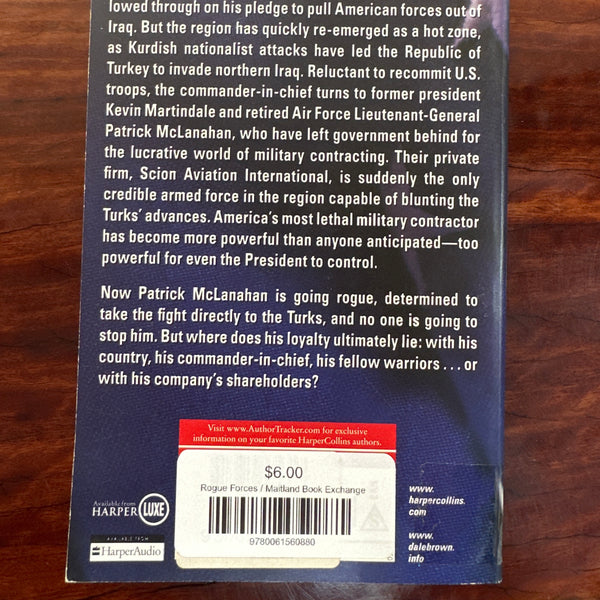 lowed through on his pledge to pull American forces out of
Iraq. But the region has quickly re-emerged as a hot zone,
as Kurdish nationalist attacks have led the Republic of
Turkey to invade northern Iraq. Reluctant to recommit U.S.
troops, the commander-in-chief turns to former president
Kevin Martindale and retired Air Force Lieutenant-General
Patrick McLanahan, who have left government behind for
the lucrative world of military contracting. Their private
firm, Scion Aviation International, is suddenly the only
credible armed force in the region capable of blunting the
Turks' advances. America's most lethal military contractor
has become more powerful than anyone anticipated—too
powerful for even the President to control.
Now Patrick McLanahan is going rogue, determined to
take the fight directly to the Turks, and no one is going to
stop him. But where does his loyalty ultimately lie: with his
country, his commander-in-chief, his fellow warriors . . . or
with his company's shareholders?
Visit www.AuthorTracker.com for exclusive
information on your favorite HarperCollins authors.
$6.00
Rogue Forces / Maitland Book Exchange
9780061560880
Available from
HARPER LUXE
AVAILABLE FROM
HarperAudio
www.
harpercollins.
com
www.
dalebrown.
info